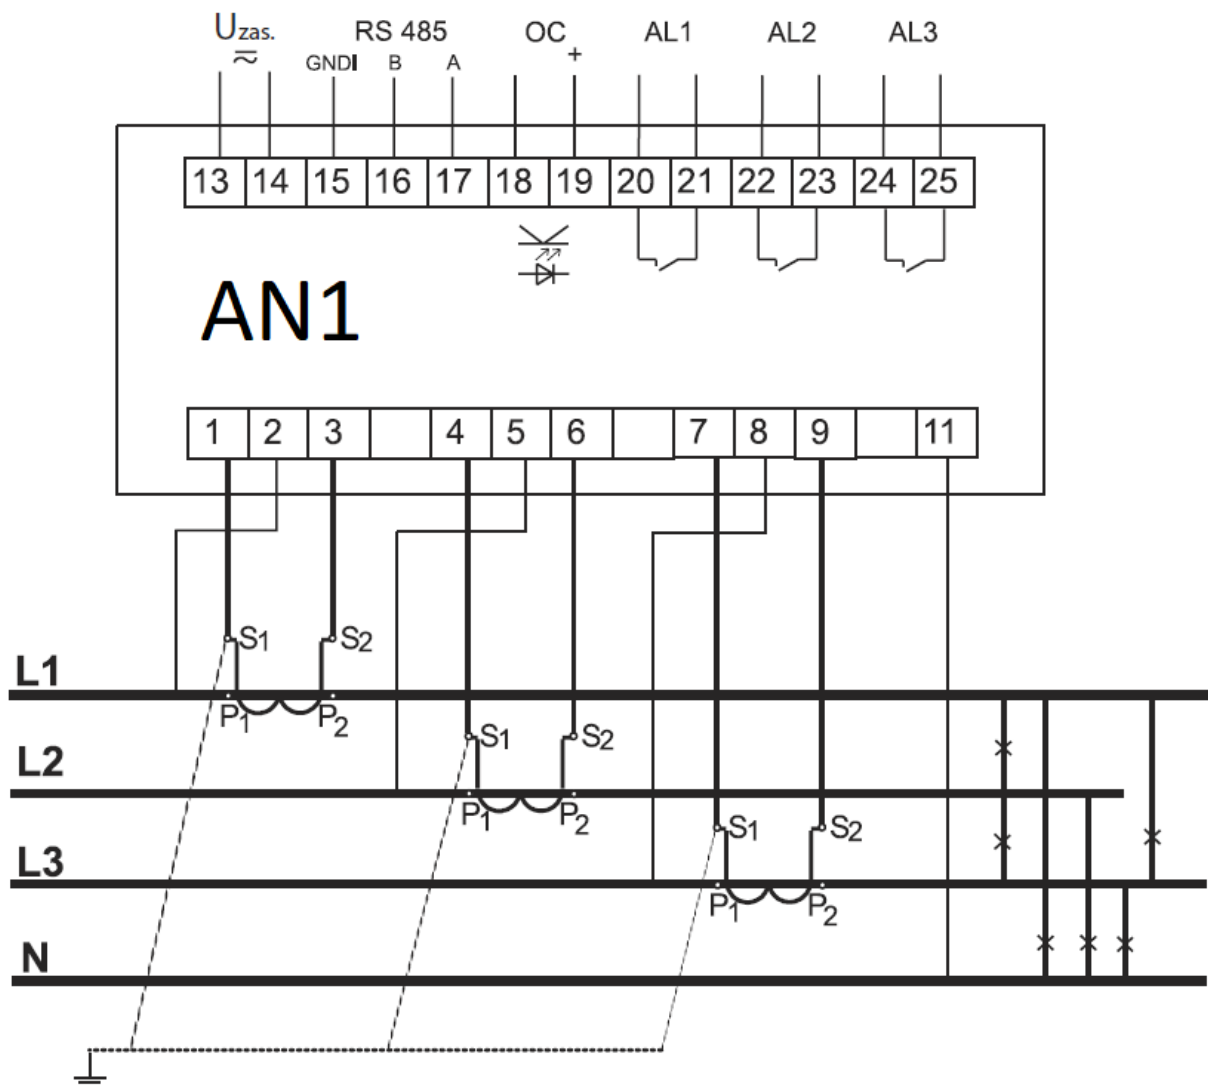 Uzas. RS 485 OC AL1 AL2 AL3
GNDI B A +
13 14 15 16 17 18 19 20 21 22 23 24 25
AN1
1 2 3 4 5 6 7 8 9 11
S1 S2
L1
P1 P2
S1 S2
L2
P1 P2
S1 S2
L3
P1 P2
N